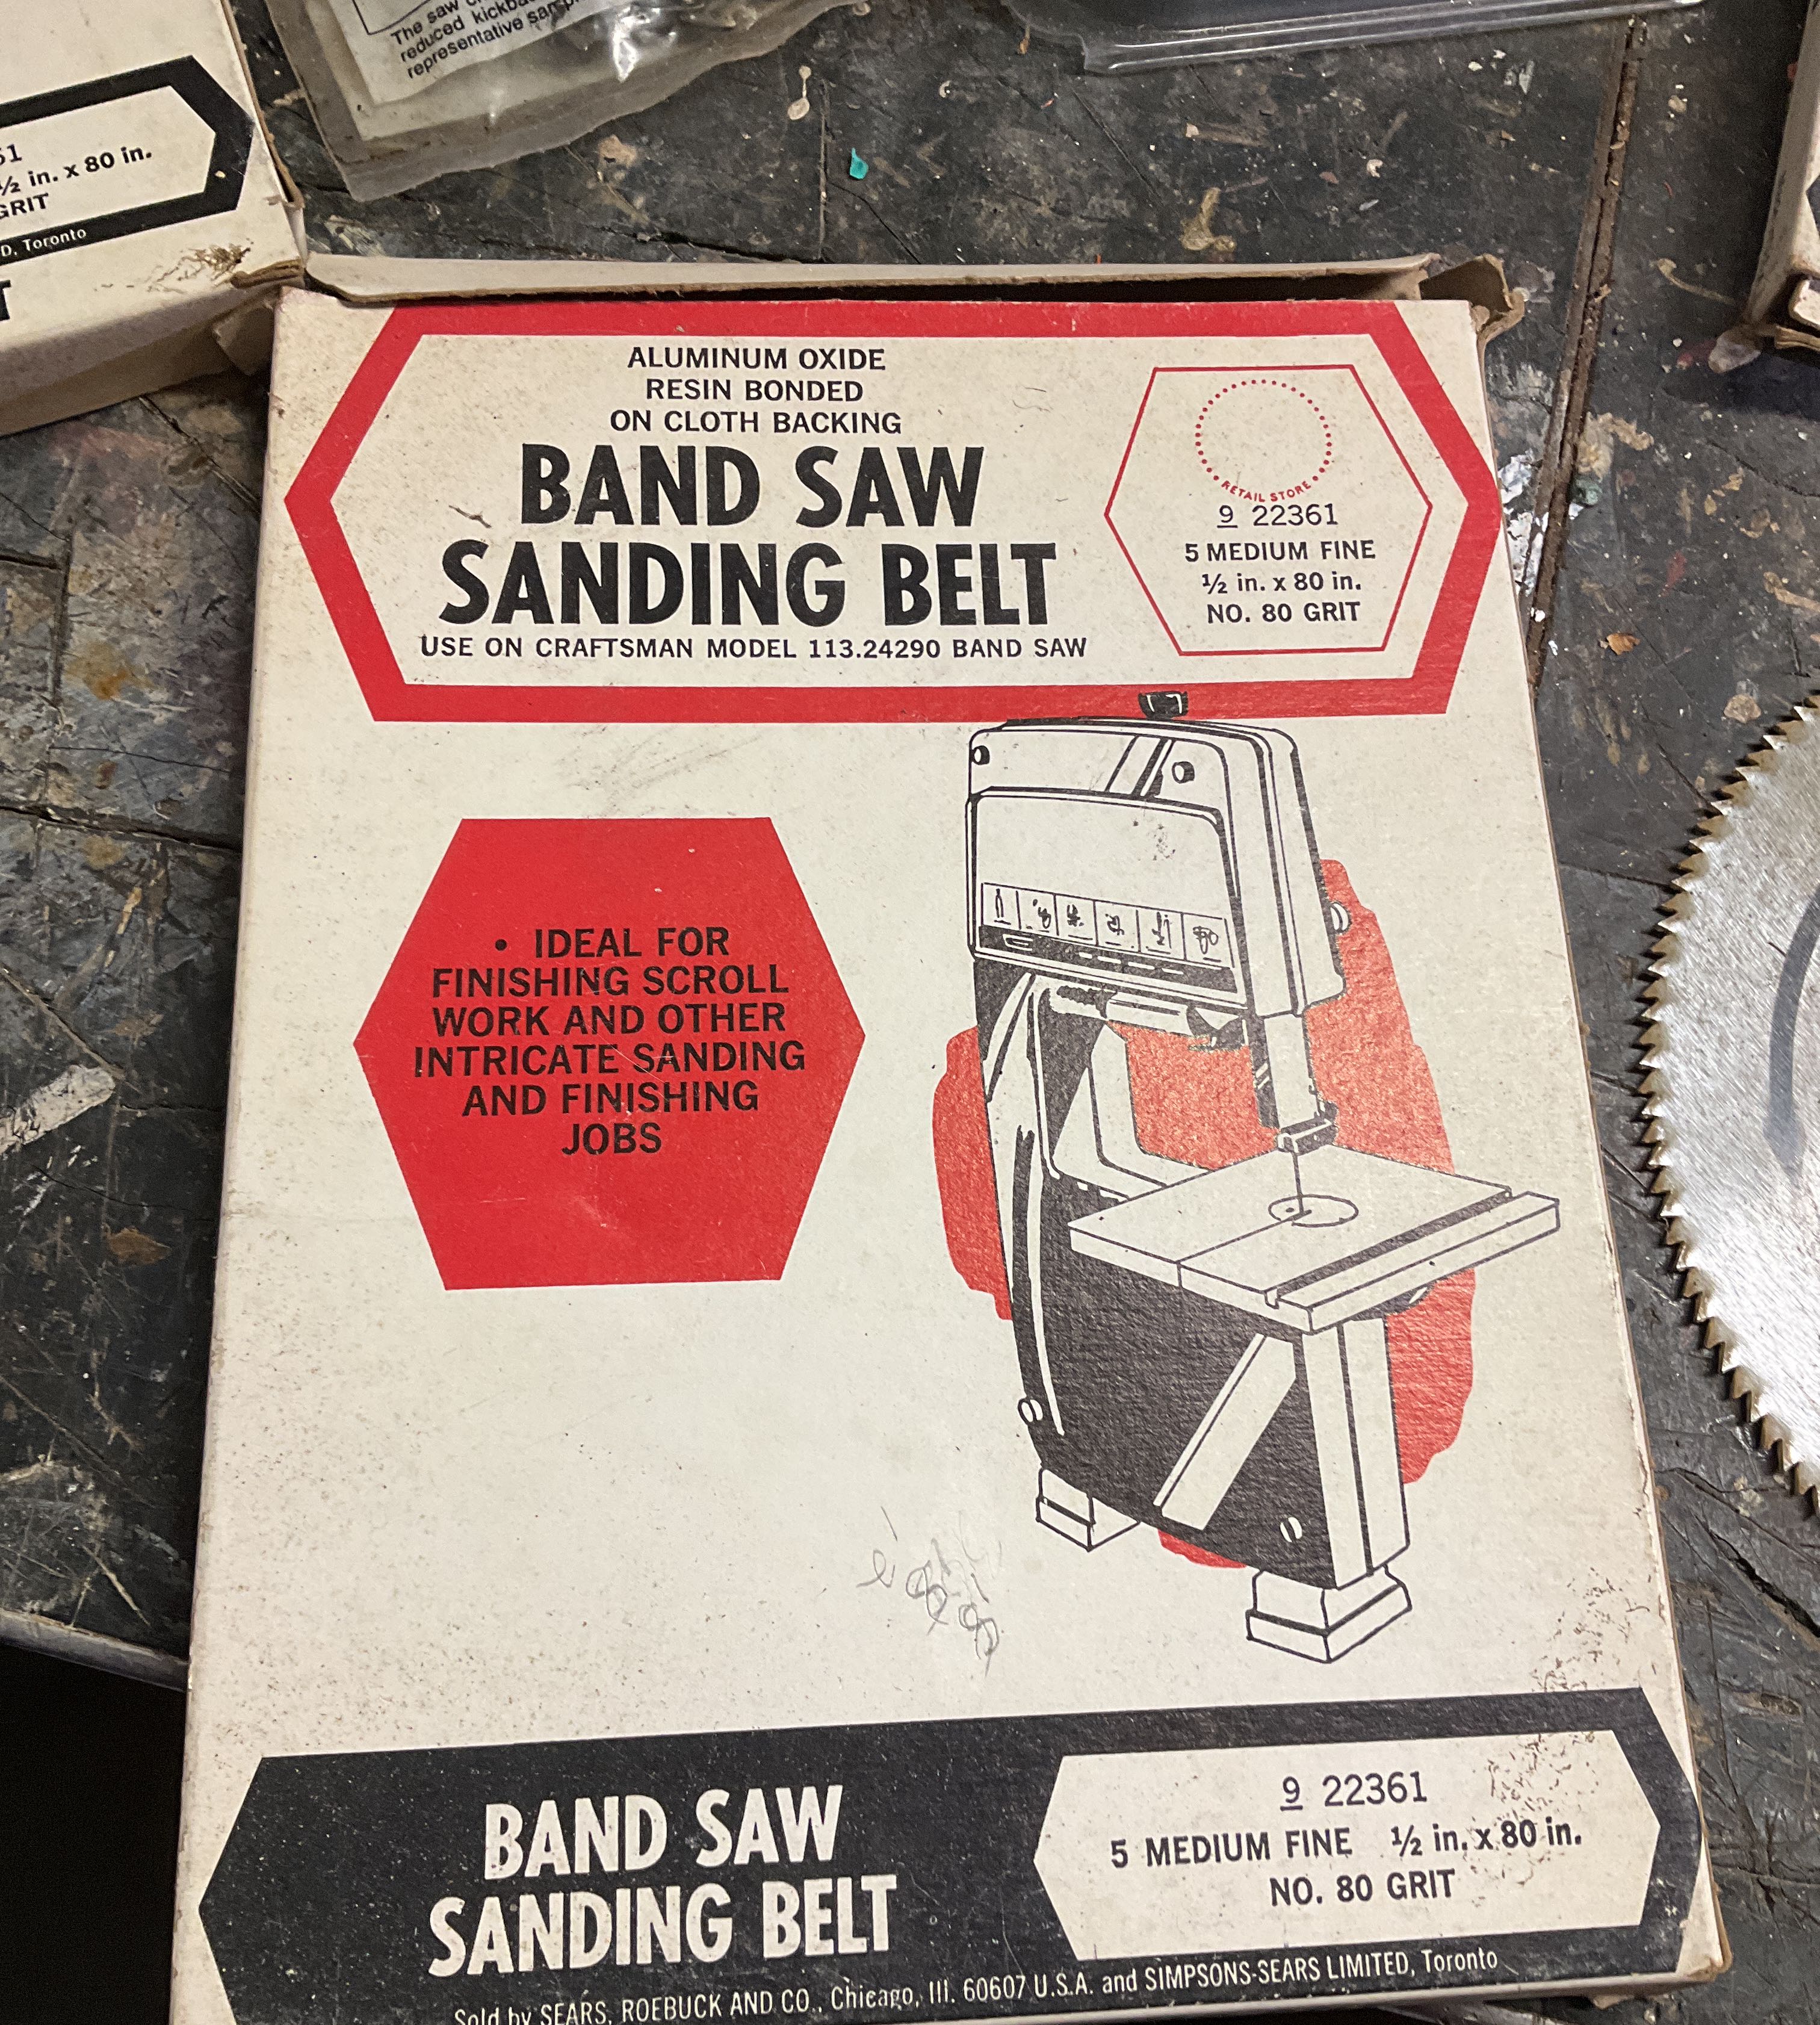 The saw
reduced kickba
representative samp
61
½ in. x 80 in.
GRIT
D, Toronto
T
ALUMINUM OXIDE
RESIN BONDED
ON CLOTH BACKING
BAND SAW
SANDING BELT
USE ON CRAFTSMAN MODEL 113.24290 BAND SAW
RETAIL STORE
9 22361
5 MEDIUM FINE
½ in. x 80 in.
NO. 80 GRIT
• IDEAL FOR
FINISHING SCROLL
WORK AND OTHER
INTRICATE SANDING
AND FINISHING
JOBS
BAND SAW
SANDING BELT
9 22361
5 MEDIUM FINE ½ in. x 80 in.
NO. 80 GRIT
Sold by SEARS, ROEBUCK AND CO., Chicago, Ill. 60607 U.S.A. and SIMPSONS-SEARS LIMITED, Toronto